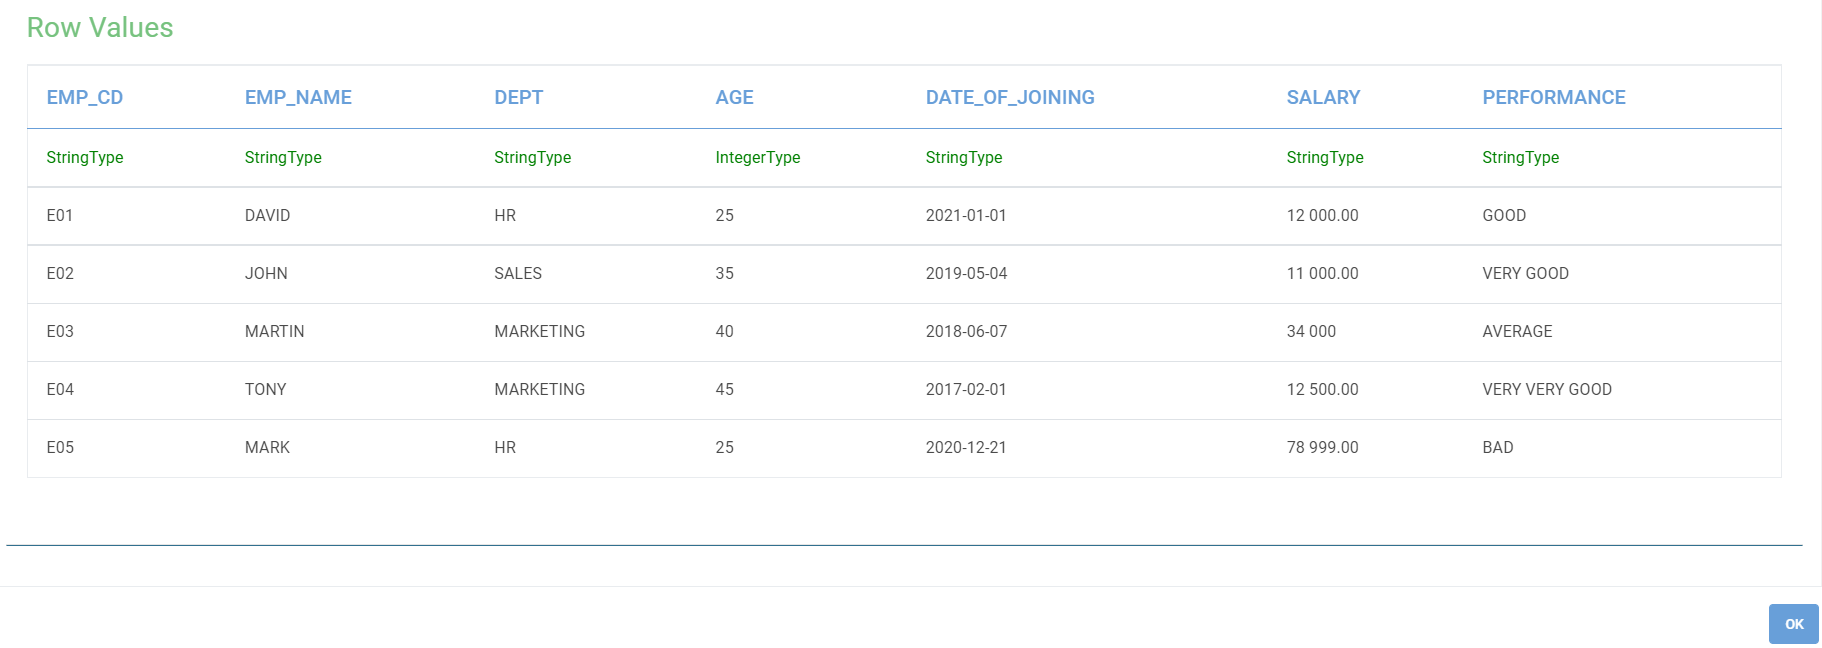 Row Values
EMP_CD EMP_NAME DEPT AGE DATE_OF_JOINING SALARY PERFORMANCE
StringType StringType StringType IntegerType StringType StringType StringType
E01 DAVID HR 25 2021-01-01 12 000.00 GOOD
E02 JOHN SALES 35 2019-05-04 11 000.00 VERY GOOD
E03 MARTIN MARKETING 40 2018-06-07 34 000 AVERAGE
E04 TONY MARKETING 45 2017-02-01 12 500.00 VERY VERY GOOD
E05 MARK HR 25 2020-12-21 78 999.00 BAD
OK